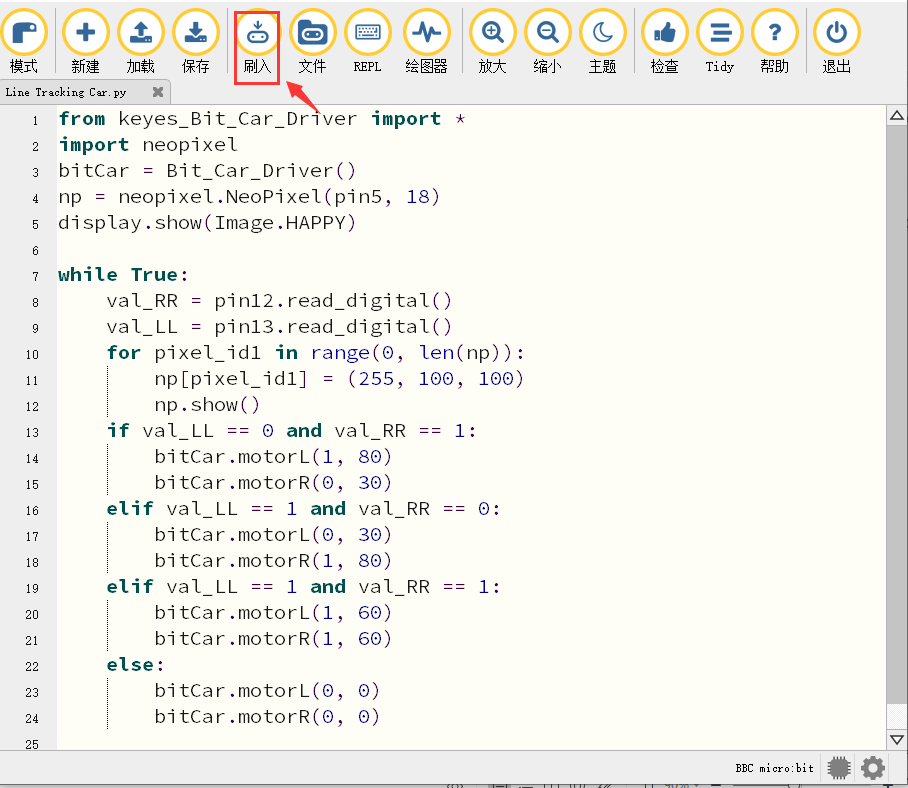 模式 新建 加载 保存 刷入 文件 REPL 绘图器 放大 缩小 主题 检查 Tidy 帮助 退出
Line Tracking Car.py
1 from keyes_Bit_Car_Driver import *
2 import neopixel
3 bitCar = Bit_Car_Driver()
4 np = neopixel.NeoPixel(pin5, 18)
5 display.show(Image.HAPPY)
6
7 while True:
8     val_RR = pin12.read_digital()
9     val_LL = pin13.read_digital()
10     for pixel_id1 in range(0, len(np)):
11         np[pixel_id1] = (255, 100, 100)
12         np.show()
13     if val_LL == 0 and val_RR == 1:
14         bitCar.motorL(1, 80)
15         bitCar.motorR(0, 30)
16     elif val_LL == 1 and val_RR == 0:
17         bitCar.motorL(0, 30)
18         bitCar.motorR(1, 80)
19     elif val_LL == 1 and val_RR == 1:
20         bitCar.motorL(1, 60)
21         bitCar.motorR(1, 60)
22     else:
23         bitCar.motorL(0, 0)
24         bitCar.motorR(0, 0)
25
BBC micro:bit